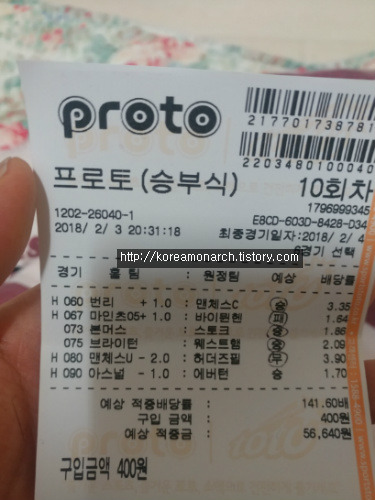 proto
2177017 38781
2203480100040
프로토(승부식) 10회차
1202-26040-1 1796999345
2018/ 2/ 3 20:31:18 E8CD-603D-8428-D34
최종경기일자:2018/ 2/ 4
http://koreamonarch.tistory.com
6경기 선택
경기 홈 팀 : 원정팀 예상 배당률
H 060 번리 + 1.0 : 맨체스C 승 3.35
H 067 마인츠05+ 1.0 : 바이뮌헨 패 1.64
073 본머스 : 스토크 승 1.86
075 브라이턴 : 웨스트햄 승 2.09
H 080 맨체스U - 2.0 : 허더즈필 무 3.90
H 090 아스널 - 1.0 : 에버턴 승 1.70
예상 적중배당률 : 141.60배
구입 금액 : 400원
예상 적중금 : 56,640원
구입금액 400원